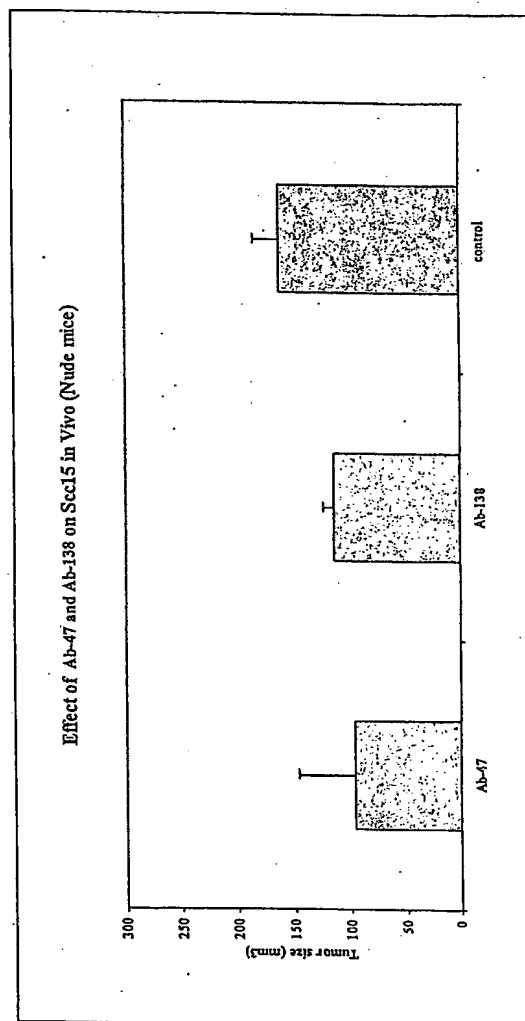 Effect of Ab-47 and Ab-138 on Scc15 in Vivo (Nude mice)
Tumor size (mm3)
300
250
200
150
100
50
0
Ab-47
Ab-138
control